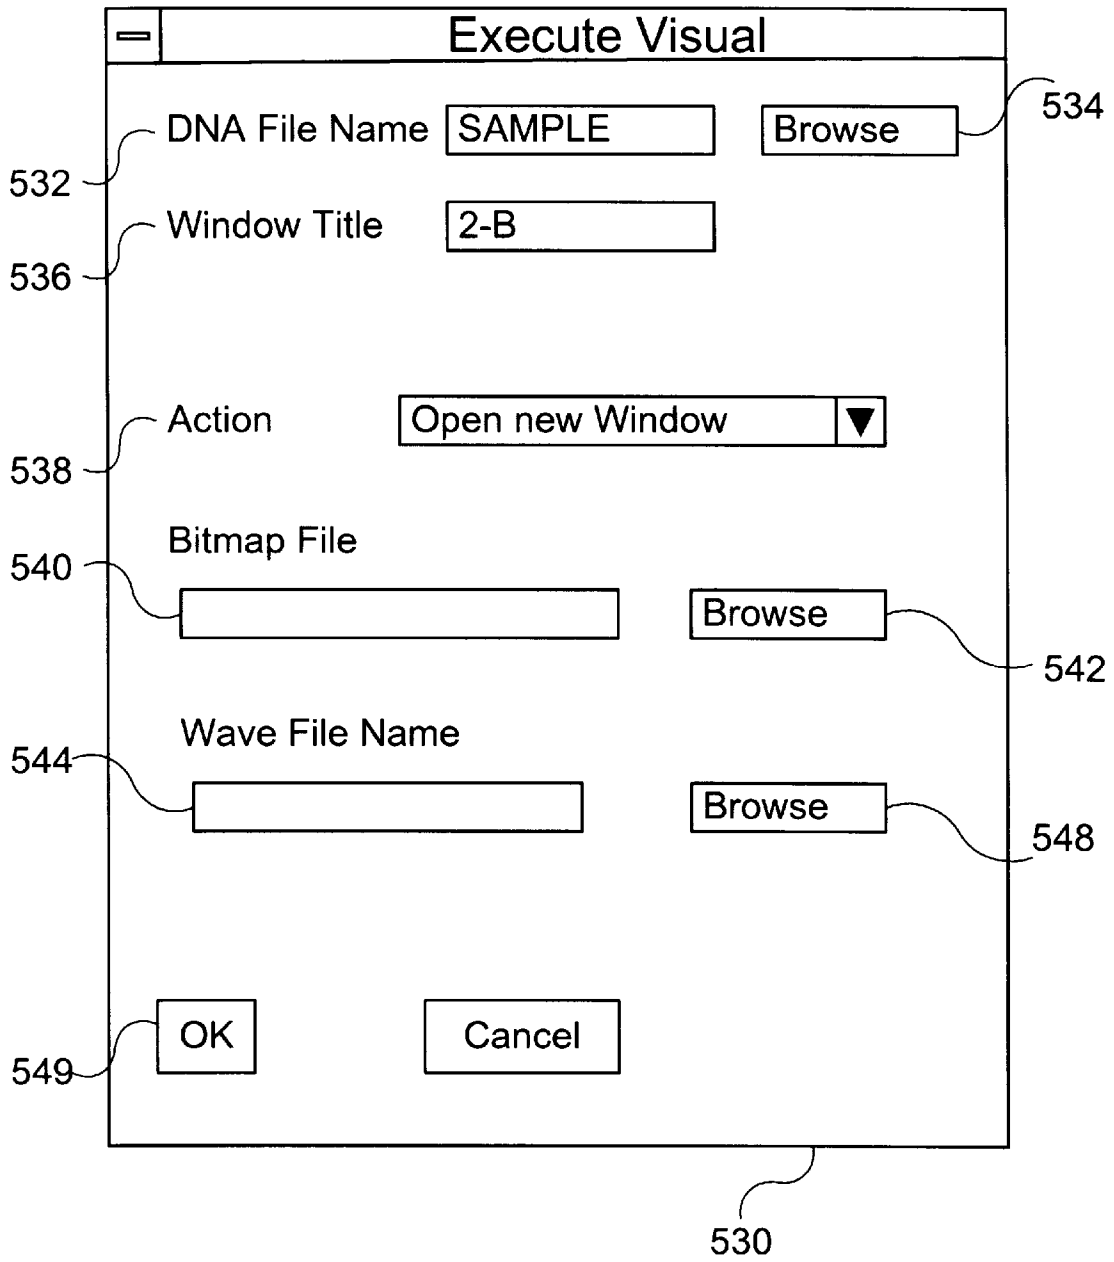 Execute Visual
534
DNA File Name SAMPLE Browse
532
Window Title 2-B
536
Action Open new Window
538
Bitmap File
540
Browse
542
Wave File Name
544
Browse
548
OK Cancel
549
530